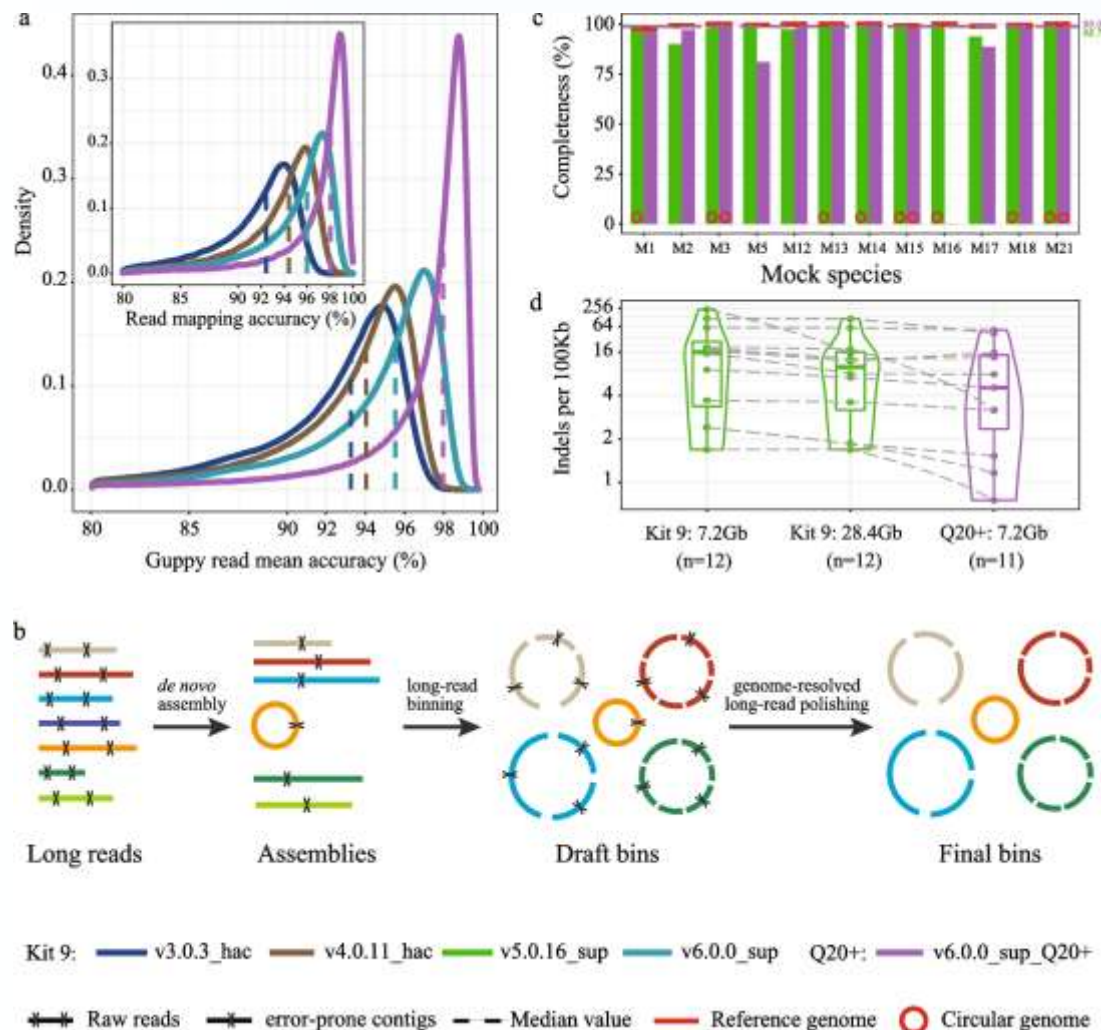 a
0.4
0.3
0.2
0.1
0.0
Density
0.3
0.2
0.1
0.0
80 85 90 92 94 96 98 100
Read mapping accuracy (%)
80 85 90 92 94 96 98 100
Guppy read mean accuracy (%)
c
100
75
50
25
0
Completeness (%)
M1 M2 M3 M5 M12 M13 M14 M15 M16 M17 M18 M21
Mock species
d
256
64
16
4
2
1
Indels per 100Kb
Kit 9: 7.2Gb Kit 9: 28.4Gb Q20+: 7.2Gb
(n=12) (n=12) (n=11)
b
de novo
assembly
long-read
binning
genome-resolved
long-read polishing
Long reads Assemblies Draft bins Final bins
Kit 9: v3.0.3_hac v4.0.11_hac v5.0.16_sup v6.0.0_sup Q20+: v6.0.0_sup_Q20+
Raw reads error-prone contigs Median value Reference genome Circular genome